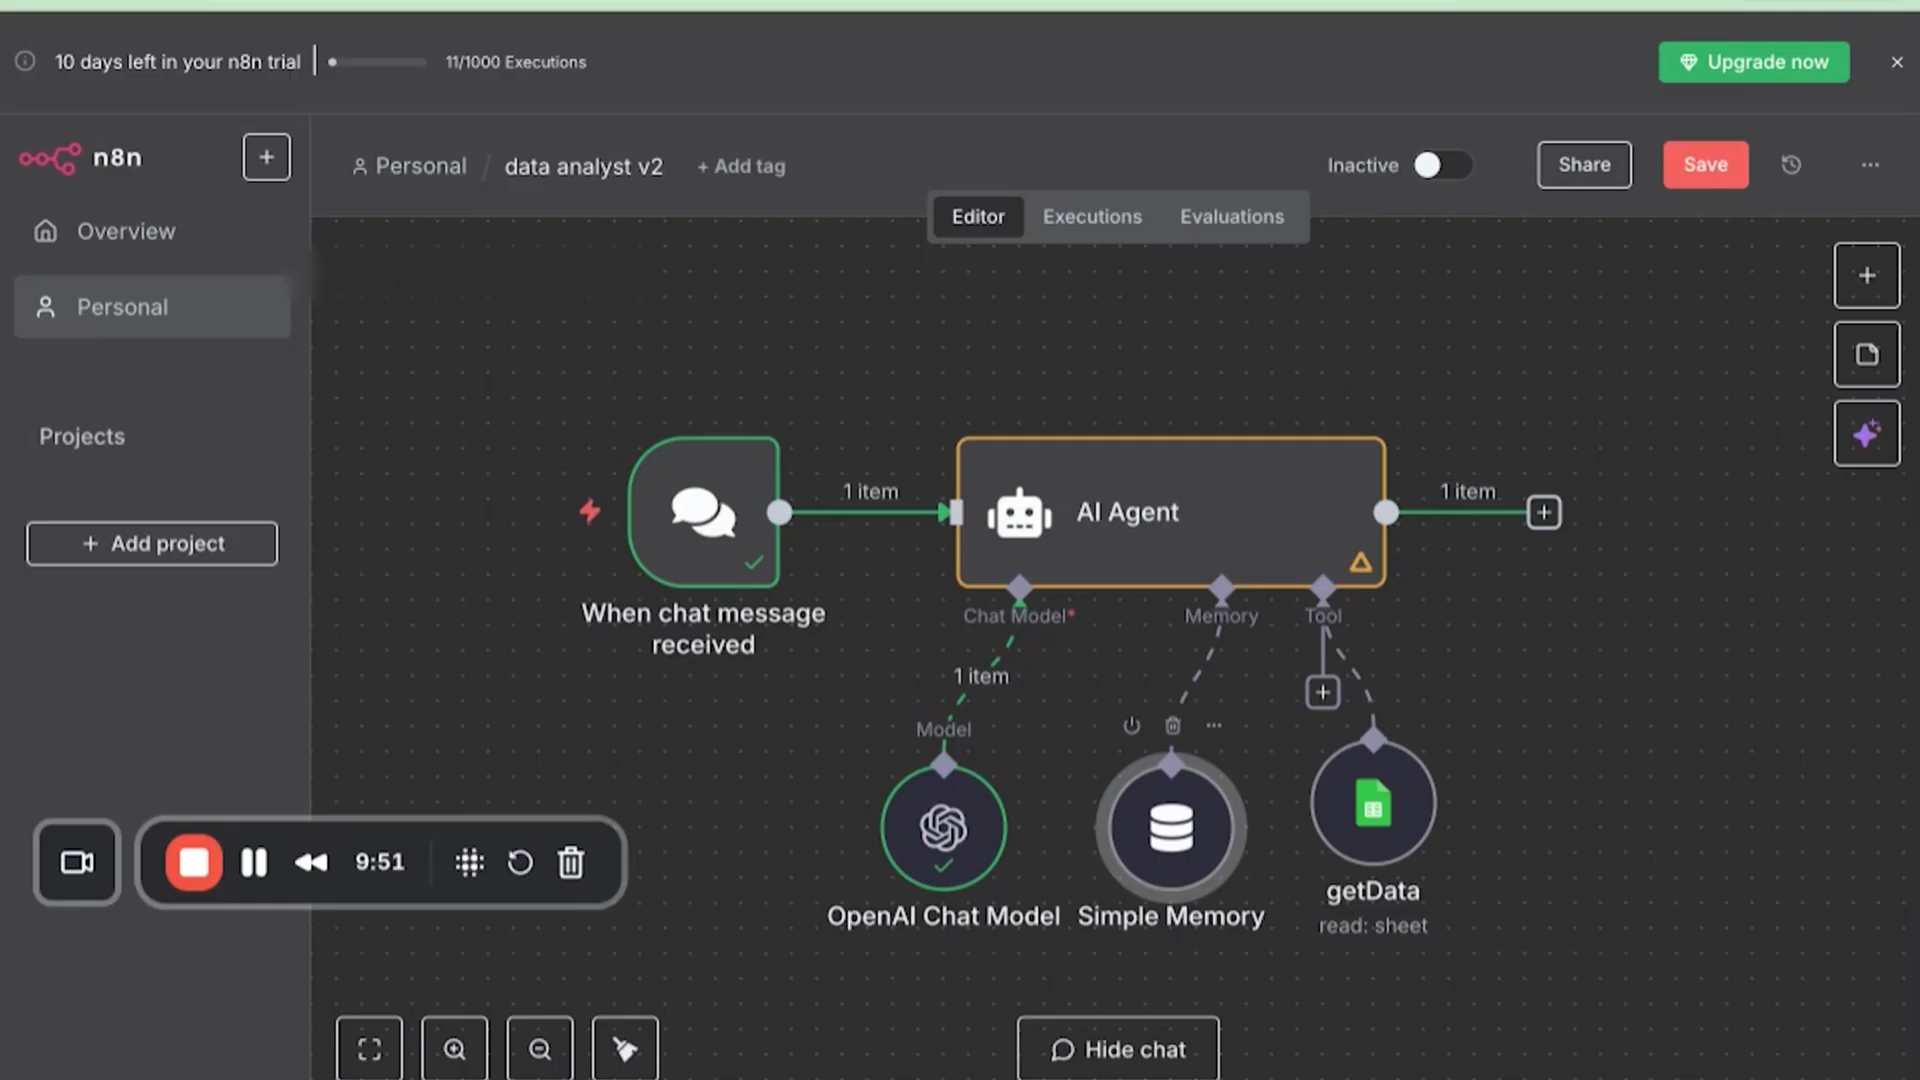 10 days left in your n8n trial
11/1000 Executions
Upgrade now
n8n
Personal / data analyst v2
+ Add tag
Inactive
Share
Save
Editor
Executions
Evaluations
Overview
Personal
Projects
+ Add project
1 item
AI Agent
1 item
When chat message
received
Chat Model*
Memory
Tool
1 item
Model
9:51
OpenAI Chat Model
Simple Memory
getData
read: sheet
Hide chat